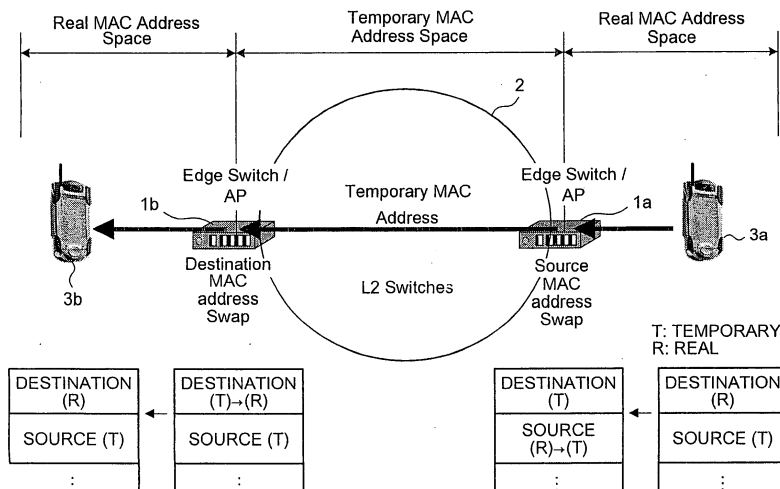 Real MAC Address
Space
Temporary MAC
Address Space
Real MAC Address
Space
2
Edge Switch /
AP
1b
Temporary MAC
Address
Edge Switch /
AP
1a
3a
3b
Destination
MAC
address
Swap
L2 Switches
Source
MAC
address
Swap
T: TEMPORARY
R: REAL
DESTINATION
(R)
SOURCE (T)
:
DESTINATION
(T)→(R)
SOURCE (T)
:
DESTINATION
(T)
SOURCE
(R)→(T)
:
DESTINATION
(R)
SOURCE (T)
: